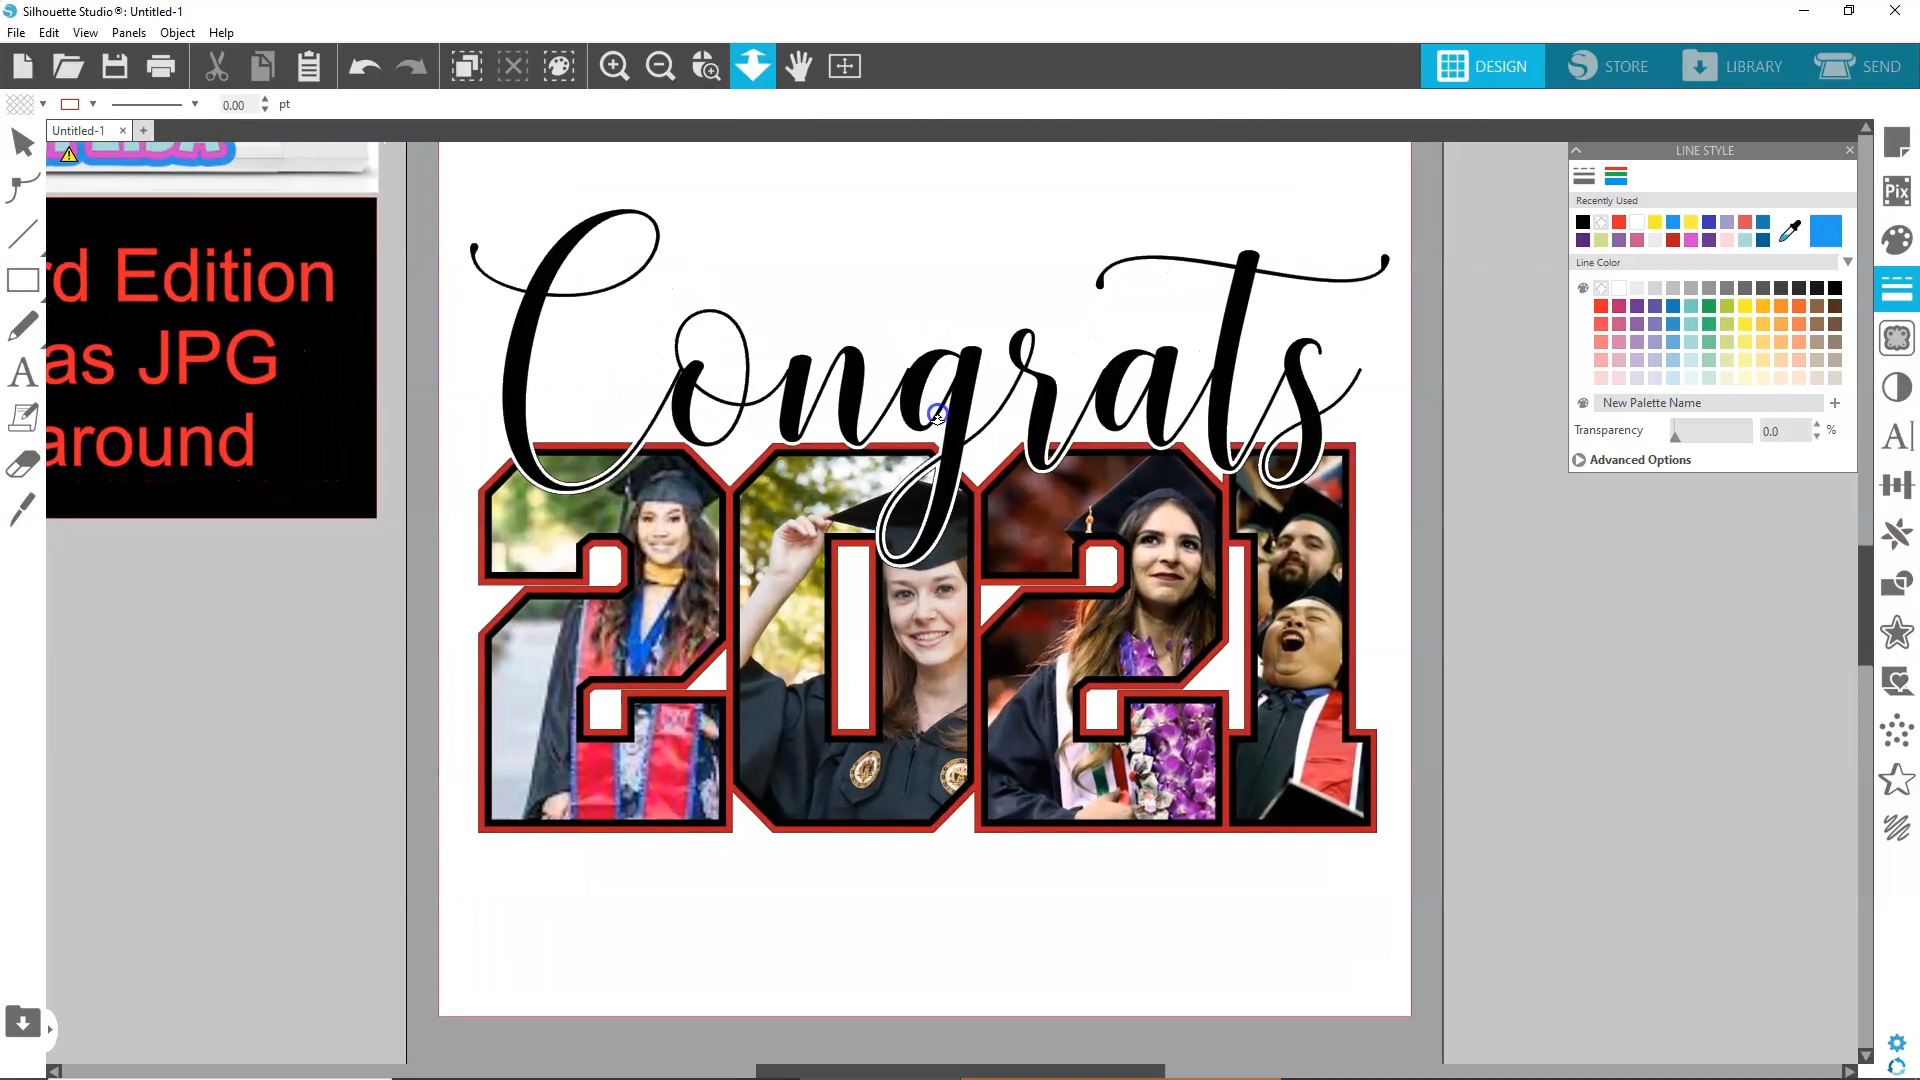 Silhouette Studio®: Untitled-1
File Edit View Panels Object Help
DESIGN STORE LIBRARY SEND
0.00 pt
Untitled-1
LINE STYLE
Recently Used
Line Color
New Palette Name
Transparency 0.0 %
Advanced Options
rd Edition
as JPG
around
Congrats
2021
Pix